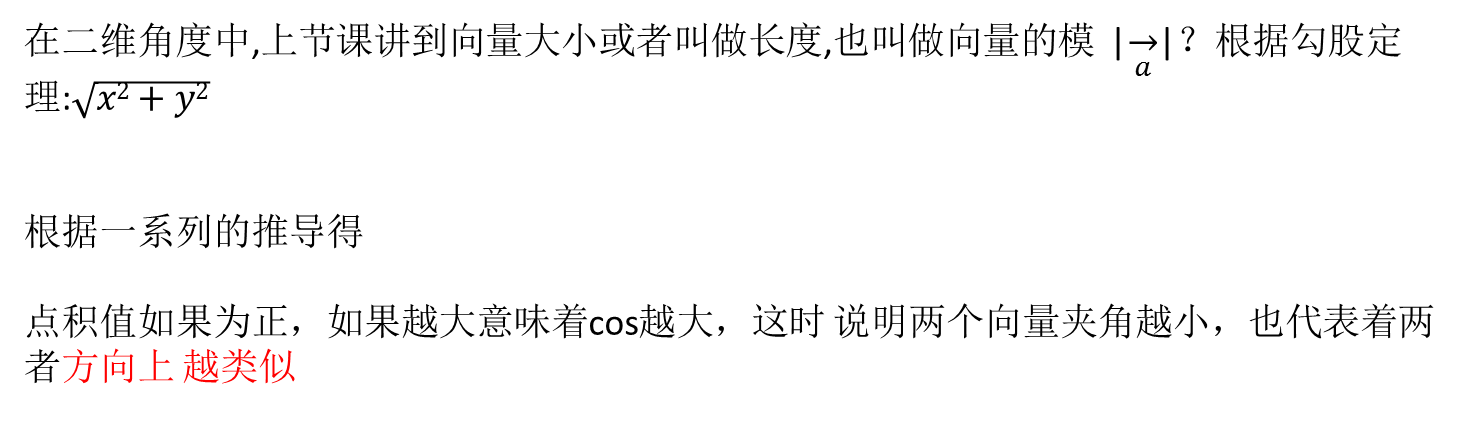 在二维角度中,上节课讲到向量大小或者叫做长度,也叫做向量的模 |→a|？根据勾股定
理:√x²+y²
根据一系列的推导得
点积值如果为正，如果越大意味着cos越大，这时 说明两个向量夹角越小，也代表着两
者方向上 越类似